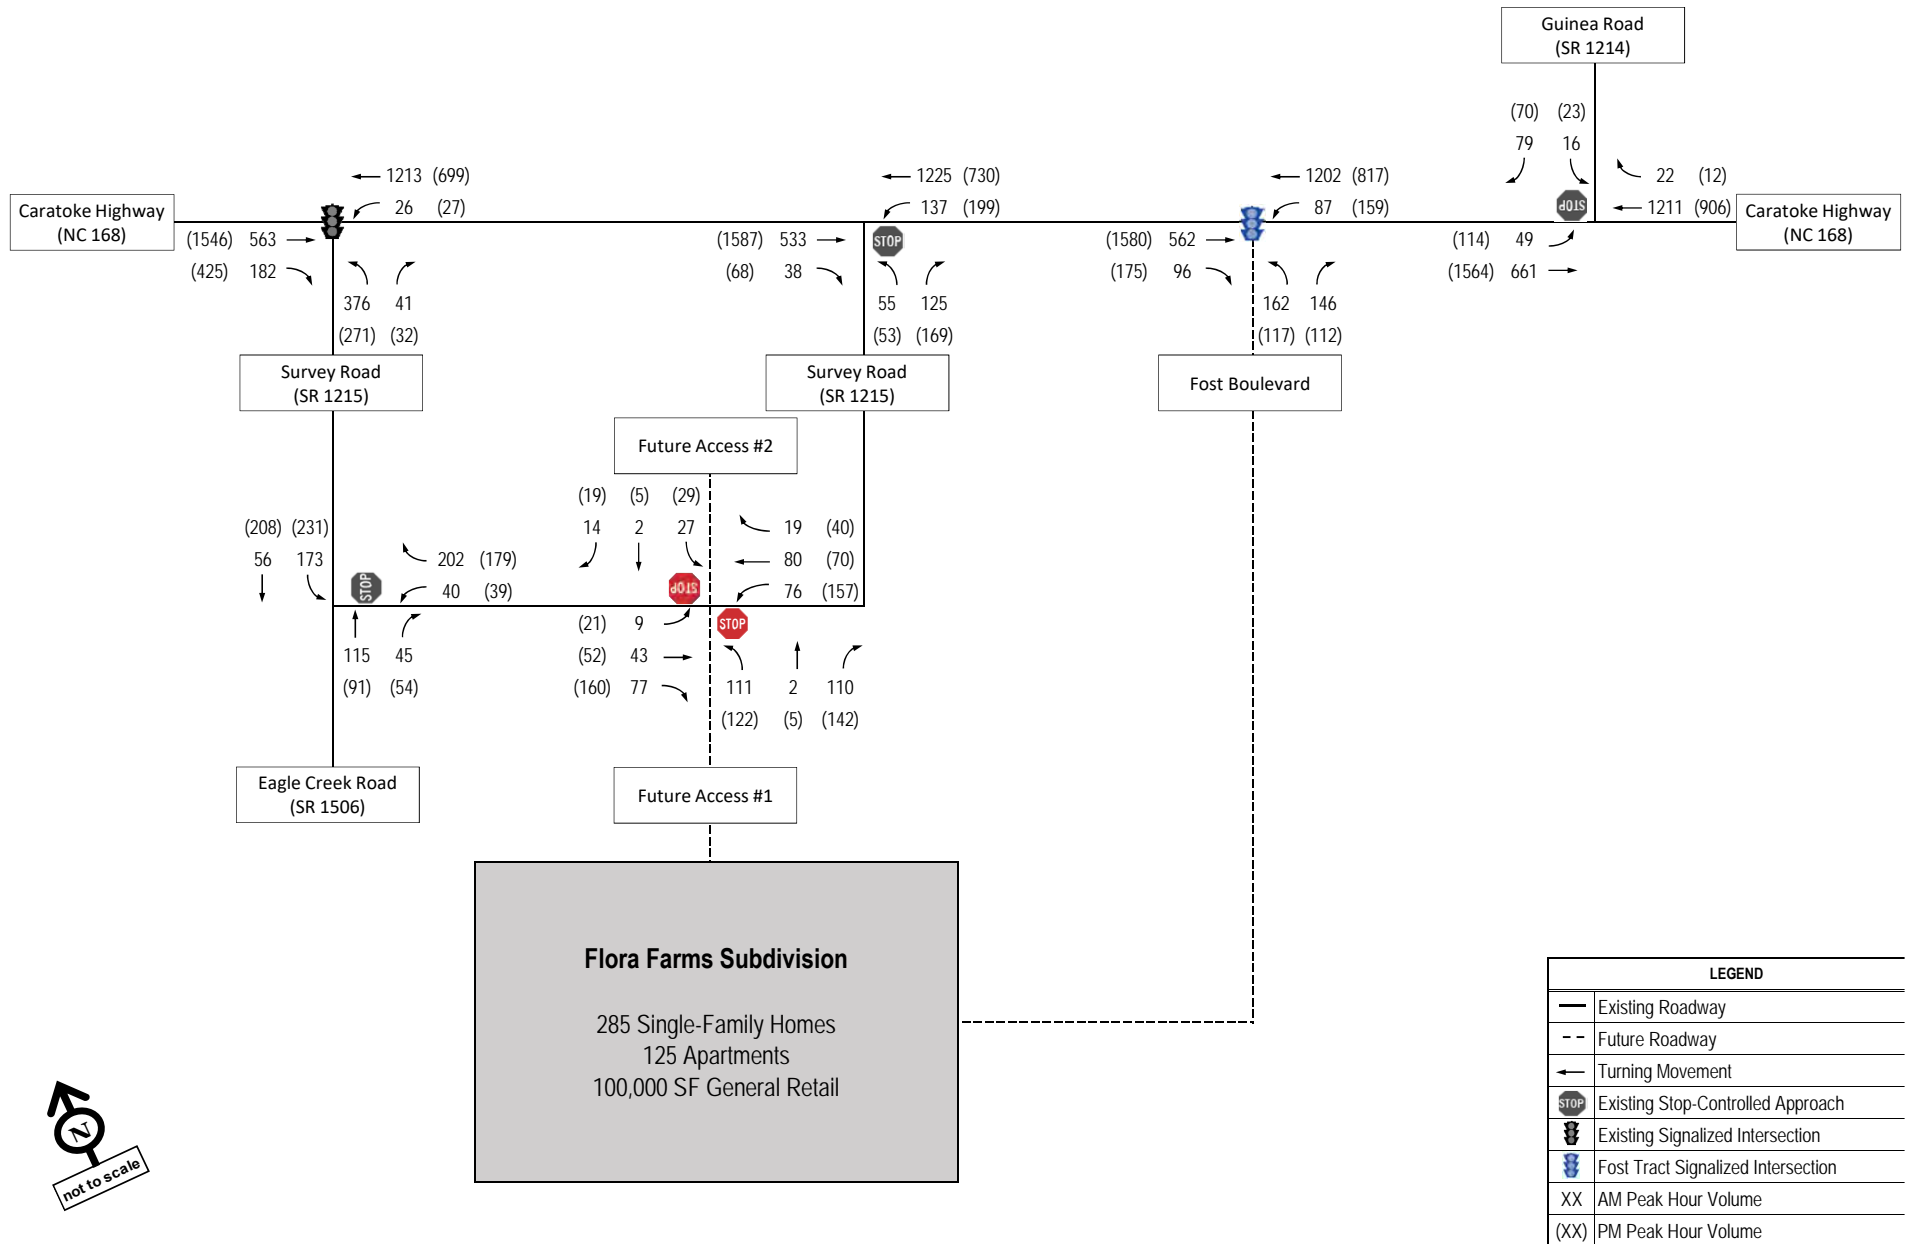 Guinea Road
(SR 1214)
(70) (23)
79 16
1213 (699)
26 (27)
1225 (730)
137 (199)
1202 (817)
87 (159)
22 (12)
1211 (906)
Caratoke Highway
(NC 168)
STOP
STOP
Caratoke Highway
(NC 168)
(1546) 563
(425) 182
(1587) 533
(68) 38
(1580) 562
(175) 96
(114) 49
(1564) 661
376 41
(271) (32)
55 125
(53) (169)
162 146
(117) (112)
Survey Road
(SR 1215)
Survey Road
(SR 1215)
Fost Boulevard
Future Access #2
(19) (5) (29)
14 2 27
(208) (231)
56 173
202 (179)
40 (39)
19 (40)
80 (70)
76 (157)
STOP
STOP
STOP
(21) 9
(52) 43
(160) 77
115 45
(91) (54)
111 2 110
(122) (5) (142)
Eagle Creek Road
(SR 1506)
Future Access #1
Flora Farms Subdivision
285 Single-Family Homes
125 Apartments
100,000 SF General Retail
N
not to scale
LEGEND
Existing Roadway
Future Roadway
Turning Movement
STOP Existing Stop-Controlled Approach
Existing Signalized Intersection
Fost Tract Signalized Intersection
XX AM Peak Hour Volume
(XX) PM Peak Hour Volume